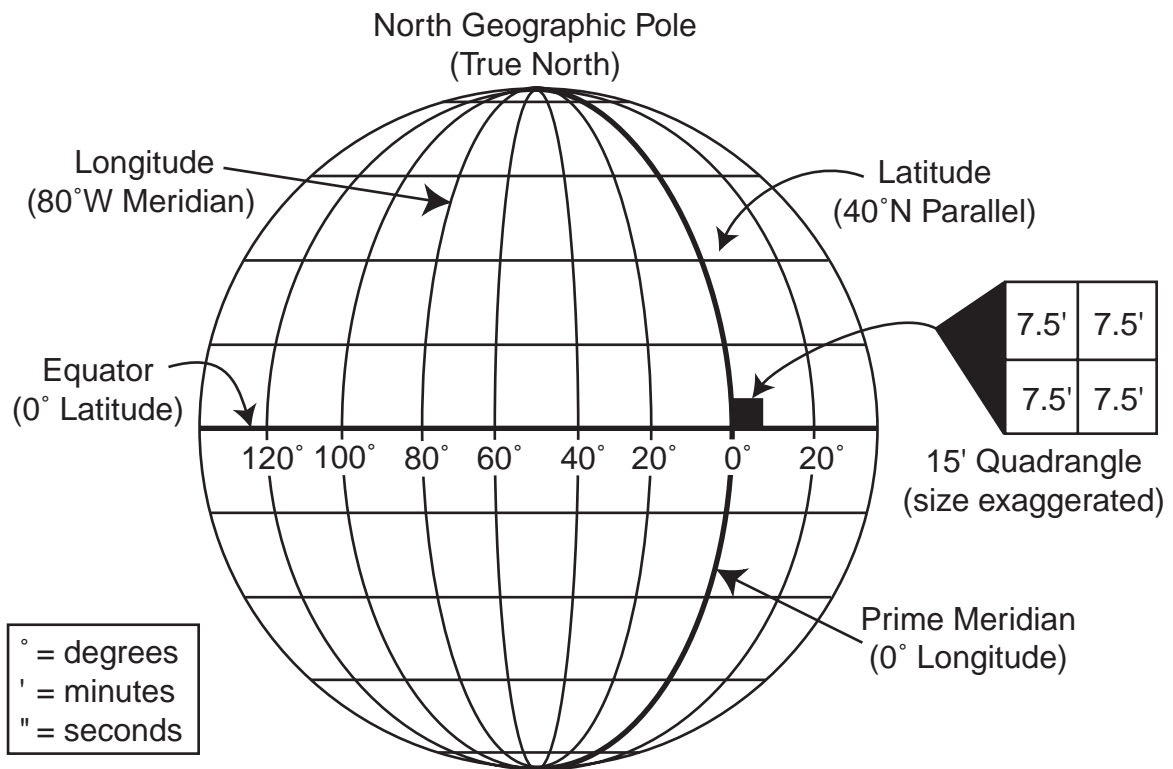 North Geographic Pole
(True North)
Longitude
(80˚W Meridian)
Latitude
(40˚N Parallel)
7.5' 7.5'
7.5' 7.5'
Equator
(0˚ Latitude)
120˚ 100˚ 80˚ 60˚ 40˚ 20˚ 0˚ 20˚
15' Quadrangle
(size exaggerated)
Prime Meridian
(0˚ Longitude)
˚ = degrees
' = minutes
" = seconds